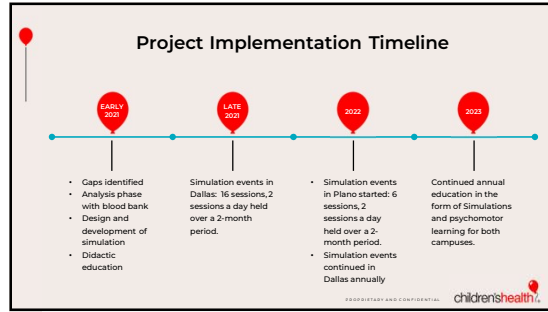 Project Implementation Timeline
EARLY
2021
LATE
2021
2022
2023
• Gaps identified
• Analysis phase
with blood bank
• Design and
development of
simulation
• Didactic
education
Simulation events in
Dallas: 16 sessions, 2
sessions a day held
over a 2-month
period.
• Simulation events
in Plano started: 6
sessions, 2
sessions a day
held over a 2-
month period.
• Simulation events
continued in
Dallas annually
Continued annual
education in the
form of Simulations
and psychomotor
learning for both
campuses.
PROPRIETARY AND CONFIDENTIAL
children'shealth